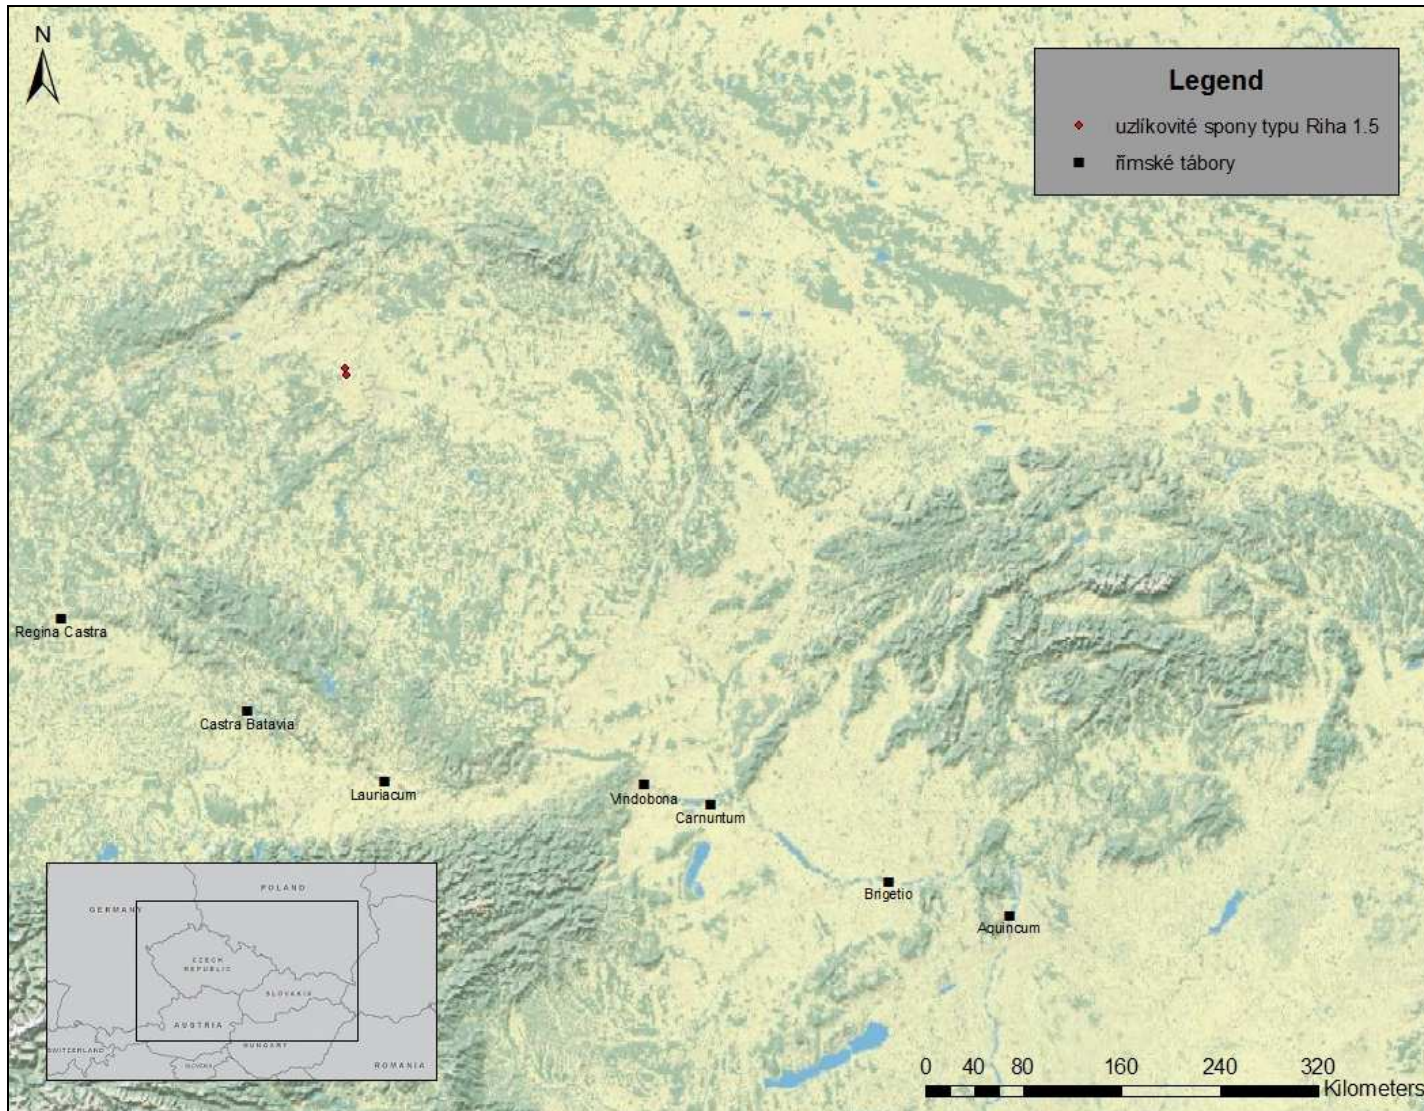 N
Legend
uzlíkovité spony typu Riha 1.5
římské tábory
Regina Castra
Castra Batavia
Lauriacum
Vindobona
Carnuntum
Brigetio
Aquincum
POLAND
GERMANY
CZECH
REPUBLIC
SLOVAKIA
AUSTRIA
HUNGARY
SWITZERLAND
SLOVENIA
ROMANIA
0 40 80 160 240 320
Kilometers